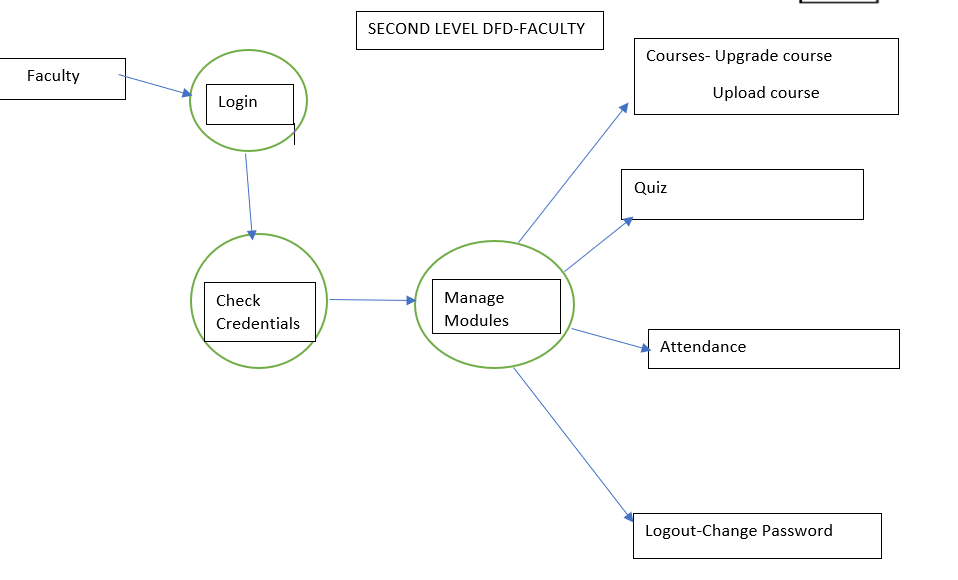 SECOND LEVEL DFD-FACULTY
Faculty
Login
Check
Credentials
Manage
Modules
Courses- Upgrade course
Upload course
Quiz
Attendance
Logout-Change Password